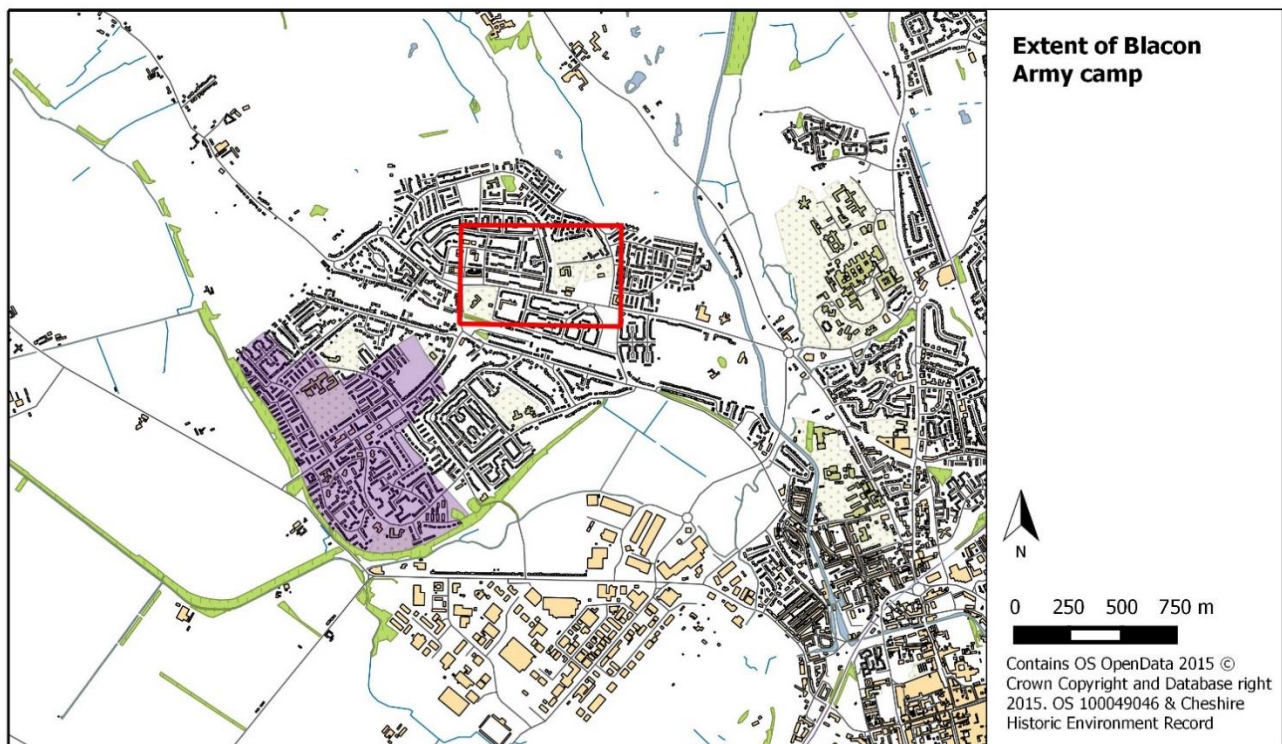 Extent of Blacon
Army camp
N
0 250 500 750 m
Contains OS OpenData 2015 ©
Crown Copyright and Database right
2015. OS 100049046 & Cheshire
Historic Environment Record